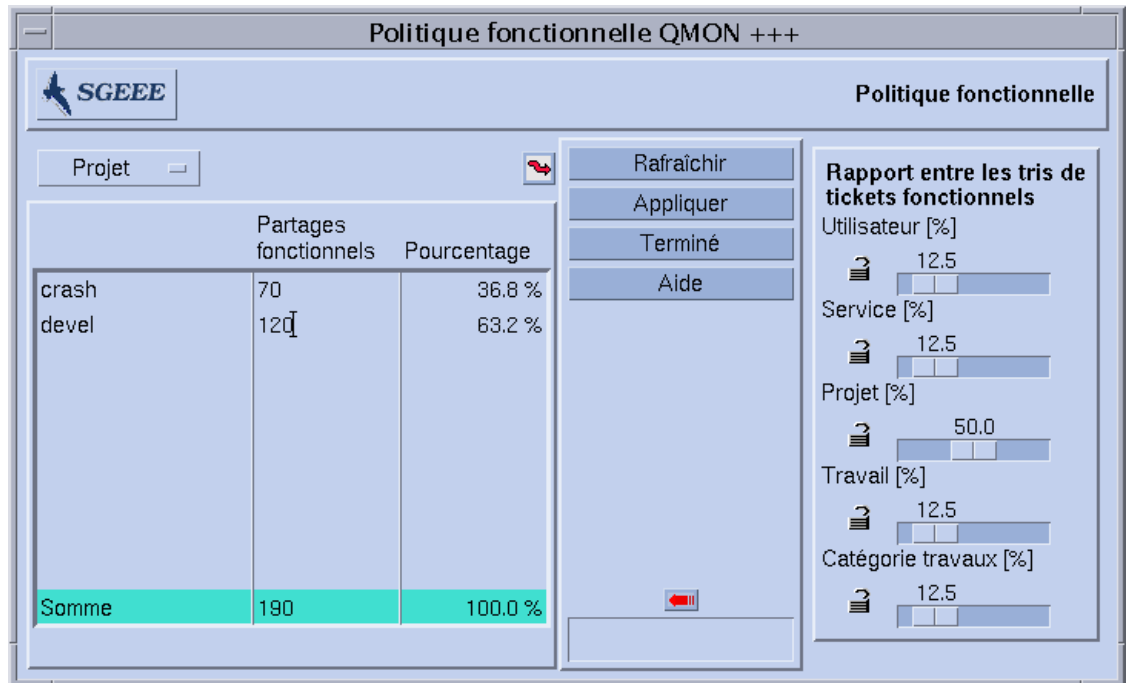 Politique fonctionnelle QMON +++
SGEEE
Politique fonctionnelle
Projet
Partages
fonctionnels
Pourcentage
crash 70 36.8 %
devel 120 63.2 %
Somme 190 100.0 %
Rafraîchir
Appliquer
Terminé
Aide
Rapport entre les tris de
tickets fonctionnels
Utilisateur [%]
12.5
Service [%]
12.5
Projet [%]
50.0
Travail [%]
12.5
Catégorie travaux [%]
12.5